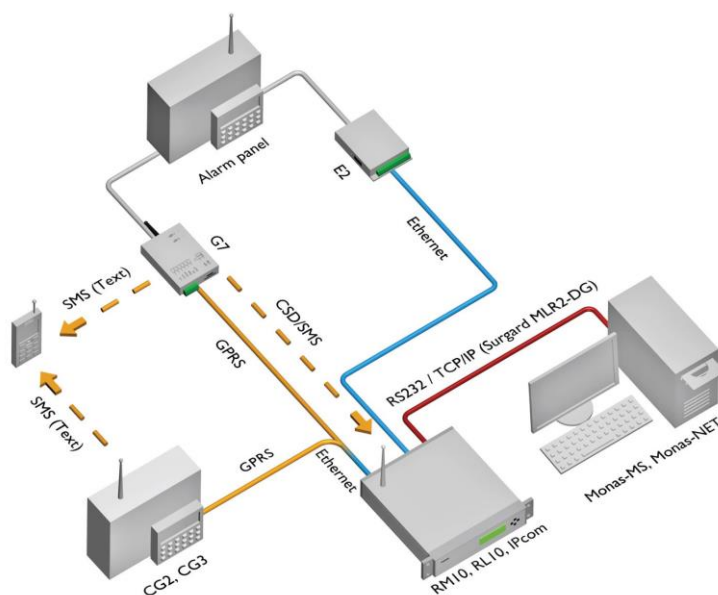 Alarm panel
E2
Ethernet
G7
SMS (Text)
CSD/SMS
GPRS
RS232 / TCP/IP (Surgard MLR2-DG)
SMS (Text)
GPRS
Ethernet
Monas-MS, Monas-NET
CG2, CG3
RM10, RL10, IPcom